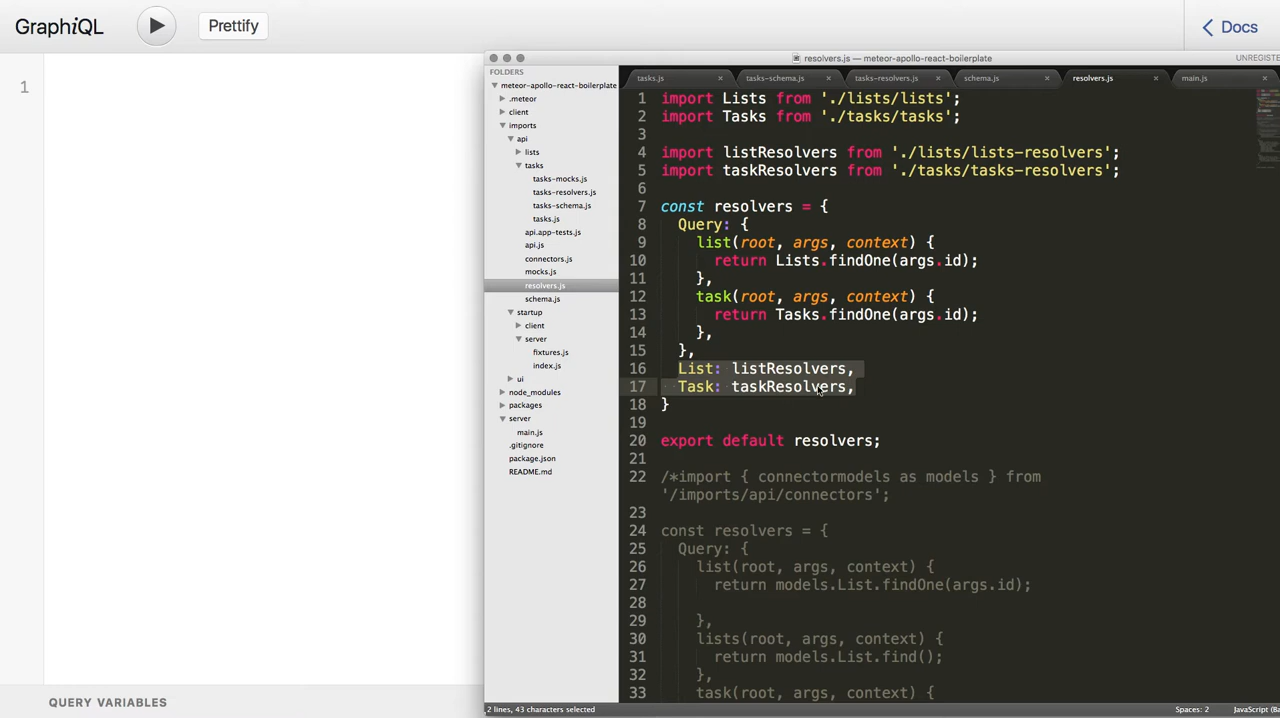 GraphiQL
Prettify
Docs
1
QUERY VARIABLES
resolvers.js — meteor-apollo-react-boilerplate
UNREGISTE
FOLDERS
meteor-apollo-react-boilerplate
.meteor
client
imports
api
lists
tasks
tasks-mocks.js
tasks-resolvers.js
tasks-schema.js
tasks.js
api.app-tests.js
api.js
connectors.js
mocks.js
resolvers.js
schema.js
startup
client
server
fixtures.js
index.js
ui
node_modules
packages
server
main.js
.gitignore
package.json
README.md
tasks.js
tasks-schema.js
tasks-resolvers.js
schema.js
resolvers.js
main.js
1 import Lists from './lists/lists';
2 import Tasks from './tasks/tasks';
3
4 import listResolvers from './lists/lists-resolvers';
5 import taskResolvers from './tasks/tasks-resolvers';
6
7 const resolvers = {
8 Query: {
9 list(root, args, context) {
10 return Lists.findOne(args.id);
11 },
12 task(root, args, context) {
13 return Tasks.findOne(args.id);
14 },
15 },
16 List: listResolvers,
17 Task: taskResolvers,
18 }
19
20 export default resolvers;
21
22 /*import { connectormodels as models } from
'/imports/api/connectors';
23
24 const resolvers = {
25 Query: {
26 list(root, args, context) {
27 return models.List.findOne(args.id);
28
29 },
30 lists(root, args, context) {
31 return models.List.find();
32 },
33 task(root, args, context) {
2 lines, 43 characters selected
Spaces: 2
JavaScript (Ba